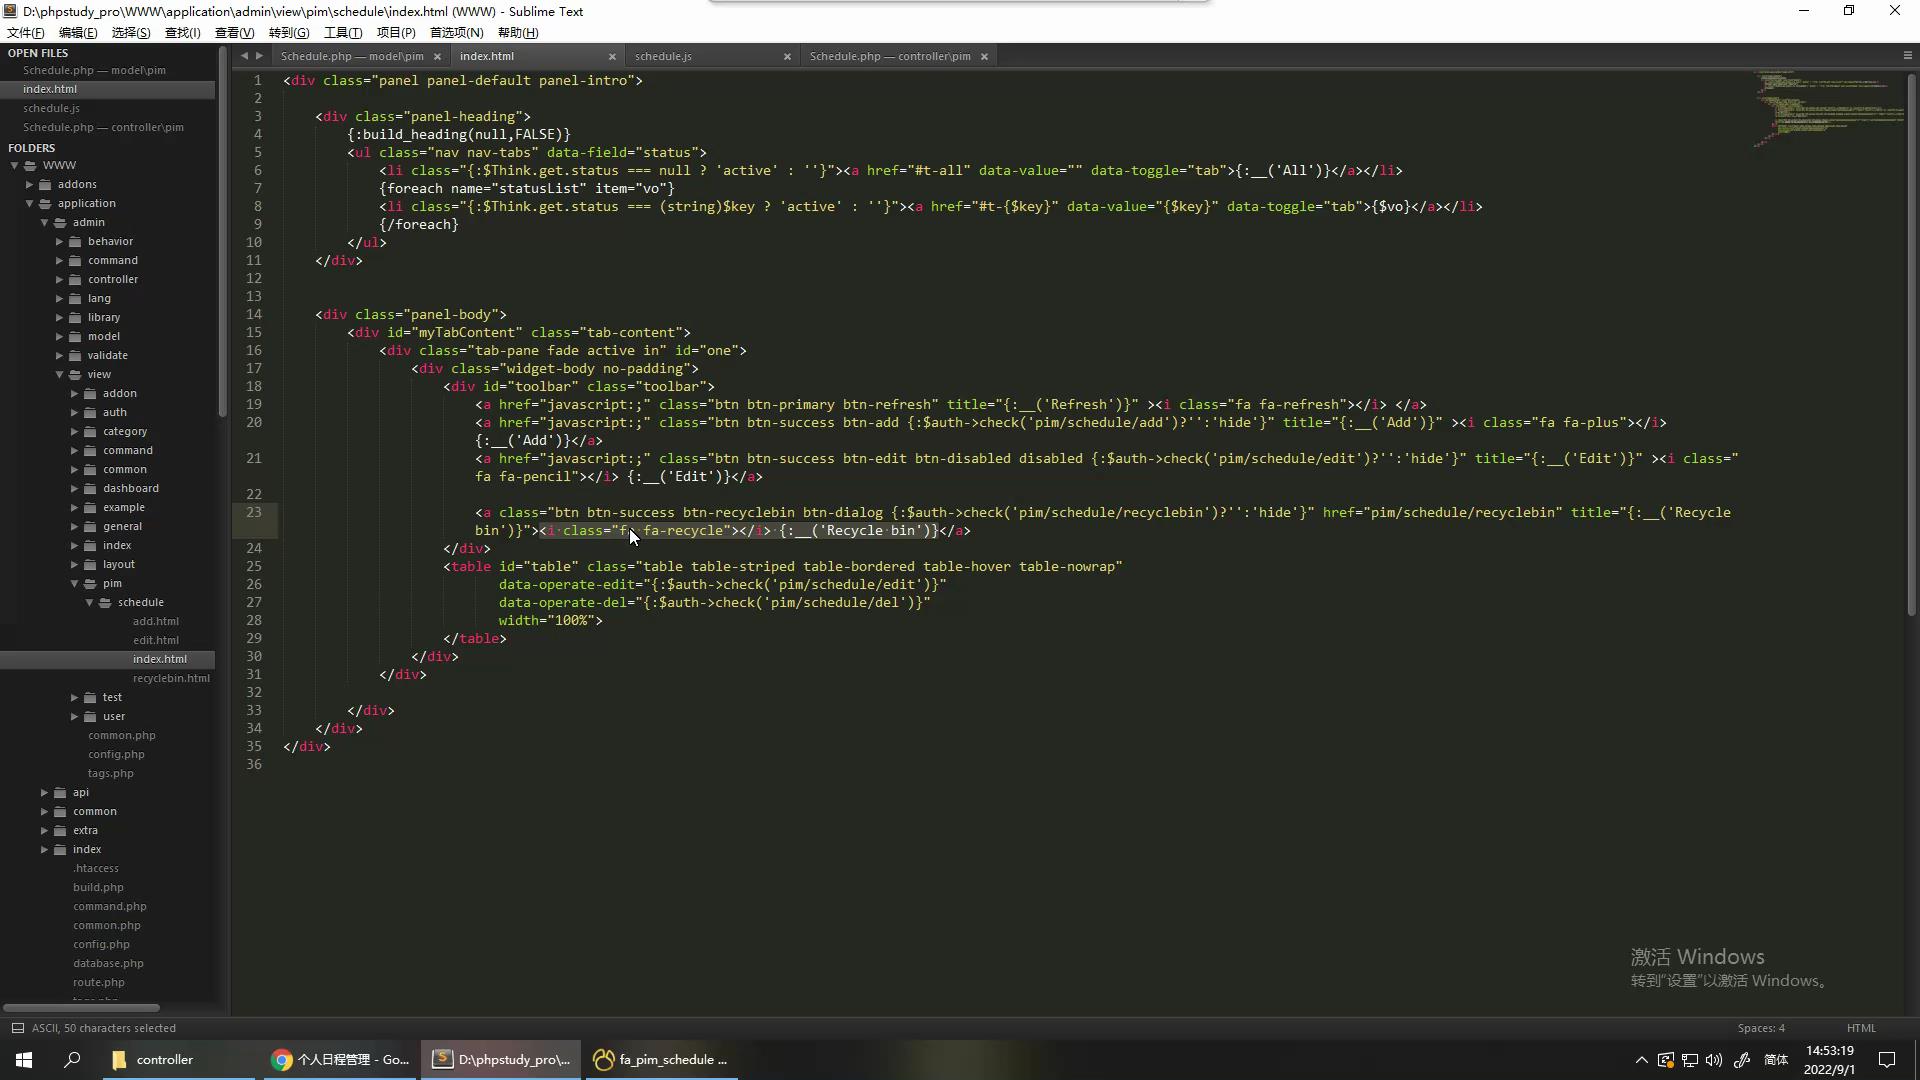 D:\phpstudy_pro\WWW\application\admin\view\pim\schedule\index.html (WWW) - Sublime Text
文件(F) 编辑(E) 选择(S) 查找(I) 查看(V) 转到(G) 工具(T) 项目(P) 首选项(N) 帮助(H)
OPEN FILES
Schedule.php — model\pim
index.html
schedule.js
Schedule.php — controller\pim
FOLDERS
WWW
addons
application
admin
behavior
command
controller
lang
library
model
validate
view
addon
auth
category
command
common
dashboard
example
general
index
layout
pim
schedule
add.html
edit.html
index.html
recyclebin.html
test
user
common.php
config.php
tags.php
api
common
extra
index
.htaccess
build.php
command.php
common.php
config.php
database.php
route.php
tags.php
Schedule.php — model\pim × index.html × schedule.js × Schedule.php — controller\pim ×
1 <div class="panel panel-default panel-intro">
2
3 <div class="panel-heading">
4 {:build_heading(null,FALSE)}
5 <ul class="nav nav-tabs" data-field="status">
6 <li class="{:$Think.get.status === null ? 'active' : ''}"><a href="#t-all" data-value="" data-toggle="tab">{:__('All')}</a></li>
7 {foreach name="statusList" item="vo"}
8 <li class="{:$Think.get.status === (string)$key ? 'active' : ''}"><a href="#t-{$key}" data-value="{$key}" data-toggle="tab">{$vo}</a></li>
9 {/foreach}
10 </ul>
11 </div>
12
13
14 <div class="panel-body">
15 <div id="myTabContent" class="tab-content">
16 <div class="tab-pane fade active in" id="one">
17 <div class="widget-body no-padding">
18 <div id="toolbar" class="toolbar">
19 <a href="javascript:;" class="btn btn-primary btn-refresh" title="{:__('Refresh')}" ><i class="fa fa-refresh"></i> </a>
20 <a href="javascript:;" class="btn btn-success btn-add {:$auth->check('pim/schedule/add')?'':'hide'}" title="{:__('Add')}" ><i class="fa fa-plus"></i>
{:__('Add')}</a>
21 <a href="javascript:;" class="btn btn-success btn-edit btn-disabled disabled {:$auth->check('pim/schedule/edit')?'':'hide'}" title="{:__('Edit')}" ><i class="
fa fa-pencil"></i> {:__('Edit')}</a>
22
23 <a class="btn btn-success btn-recyclebin btn-dialog {:$auth->check('pim/schedule/recyclebin')?'':'hide'}" href="pim/schedule/recyclebin" title="{:__('Recycle
bin')}"><i class="fa fa-recycle"></i> {:__('Recycle bin')}</a>
24 </div>
25 <table id="table" class="table table-striped table-bordered table-hover table-nowrap"
26 data-operate-edit="{:$auth->check('pim/schedule/edit')}"
27 data-operate-del="{:$auth->check('pim/schedule/del')}"
28 width="100%">
29 </table>
30 </div>
31 </div>
32
33 </div>
34 </div>
35 </div>
36
激活 Windows
转到"设置"以激活 Windows。
ASCII, 50 characters selected
Spaces: 4 HTML
controller
个人日程管理 - Go...
D:\phpstudy_pro\...
fa_pim_schedule ...
简体
14:53:19
2022/9/1